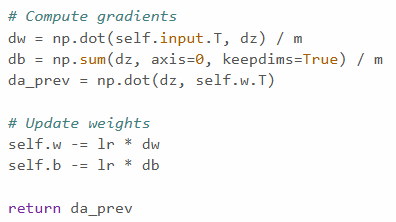 # Compute gradients
dw = np.dot(self.input.T, dz) / m
db = np.sum(dz, axis=0, keepdims=True) / m
da_prev = np.dot(dz, self.w.T)

# Update weights
self.w -= lr * dw
self.b -= lr * db

return da_prev